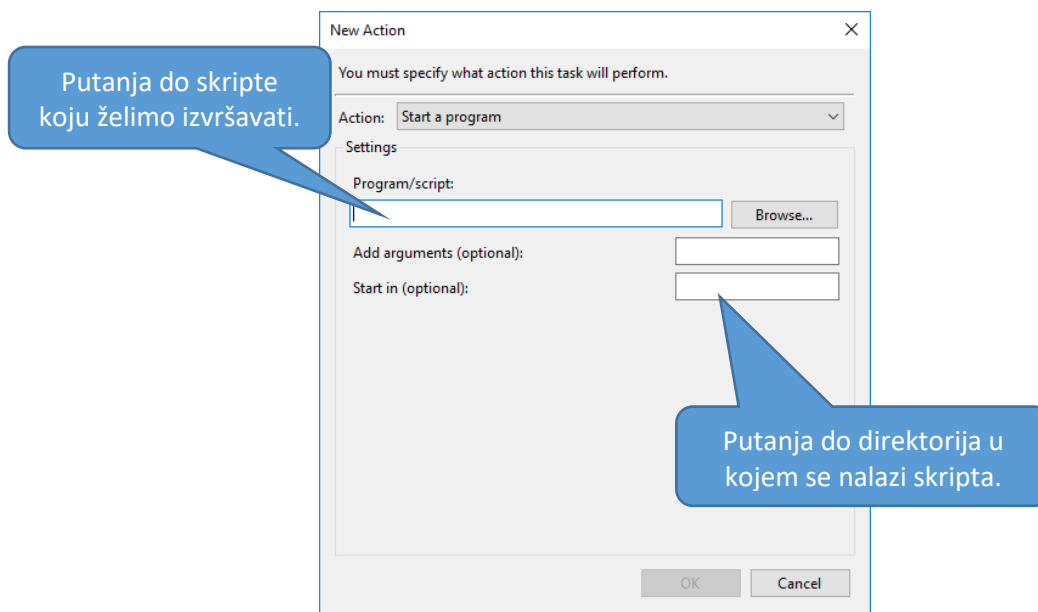 New Action
Putanja do skripte
koju želimo izvršavati.
You must specify what action this task will perform.
Action: Start a program
Settings
Program/script:
Browse...
Add arguments (optional):
Start in (optional):
Putanja do direktorija u
kojem se nalazi skripta.
OK Cancel